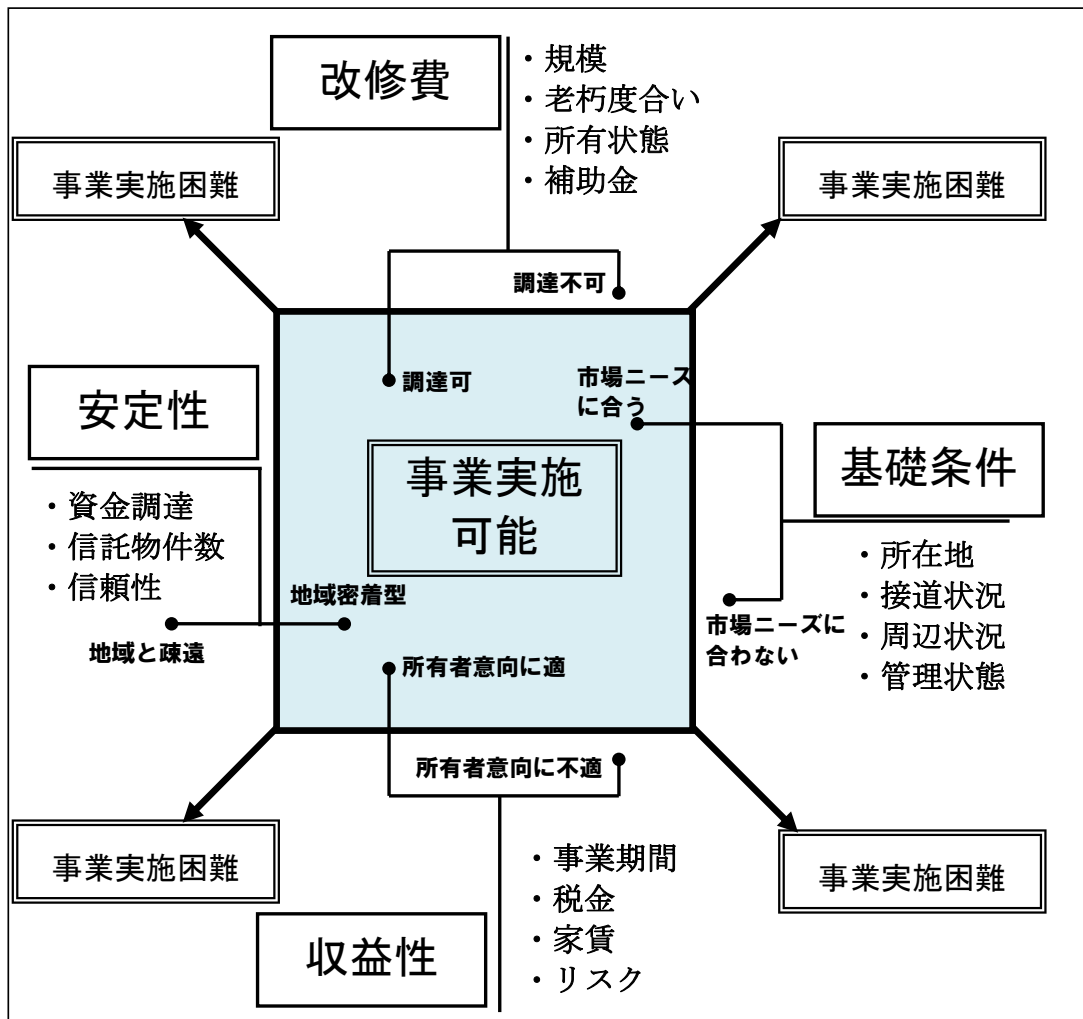 改修費
・規模
・老朽度合い
・所有状態
・補助金
事業実施困難
事業実施困難
調達不可
調達可
市場ニーズ
に合う
安定性
・資金調達
・信託物件数
・信頼性
事業実施
可能
基礎条件
・所在地
・接道状況
・周辺状況
・管理状態
地域密着型
地域と疎遠
市場ニーズに
合わない
所有者意向に適
所有者意向に不適
事業実施困難
事業実施困難
収益性
・事業期間
・税金
・家賃
・リスク